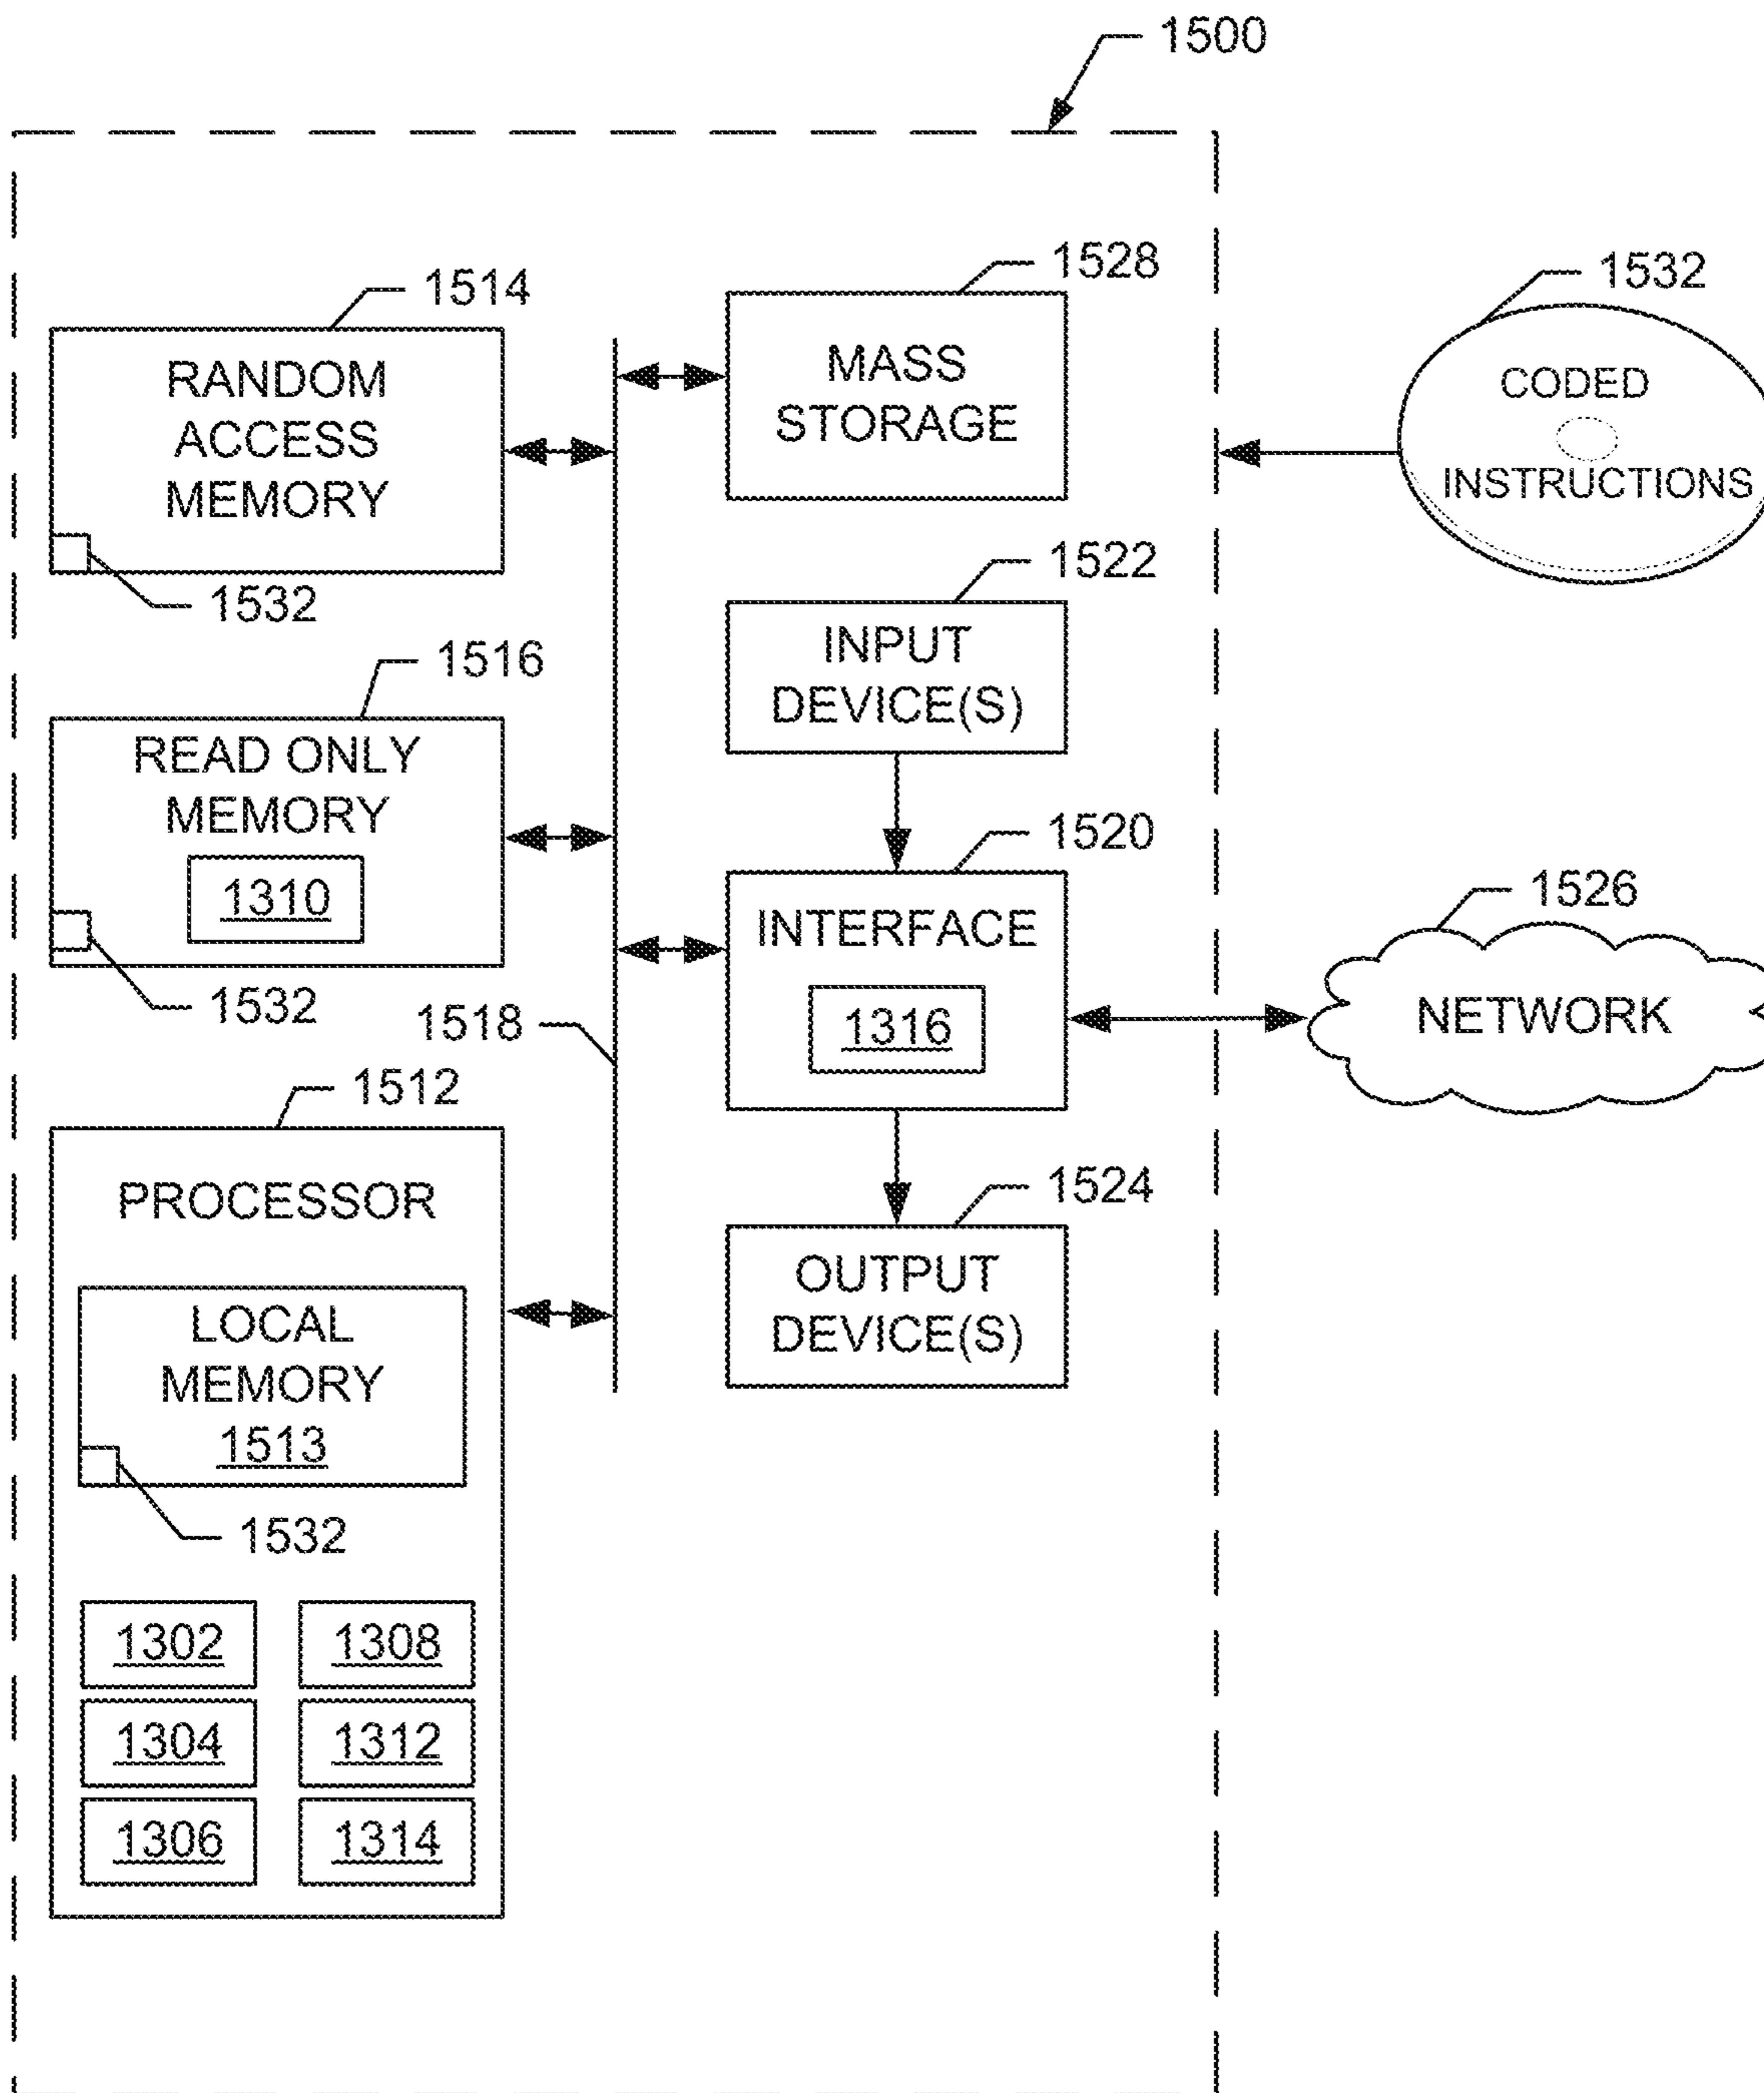 1500
1514
RANDOM
ACCESS
MEMORY
1532
1528
MASS
STORAGE
1532
CODED
INSTRUCTIONS
1522
INPUT
DEVICE(S)
1516
READ ONLY
MEMORY
1310
1532
1518
1520
INTERFACE
1316
1526
NETWORK
1512
PROCESSOR
LOCAL
MEMORY
1513
1532
1524
OUTPUT
DEVICE(S)
1302
1308
1304
1312
1306
1314